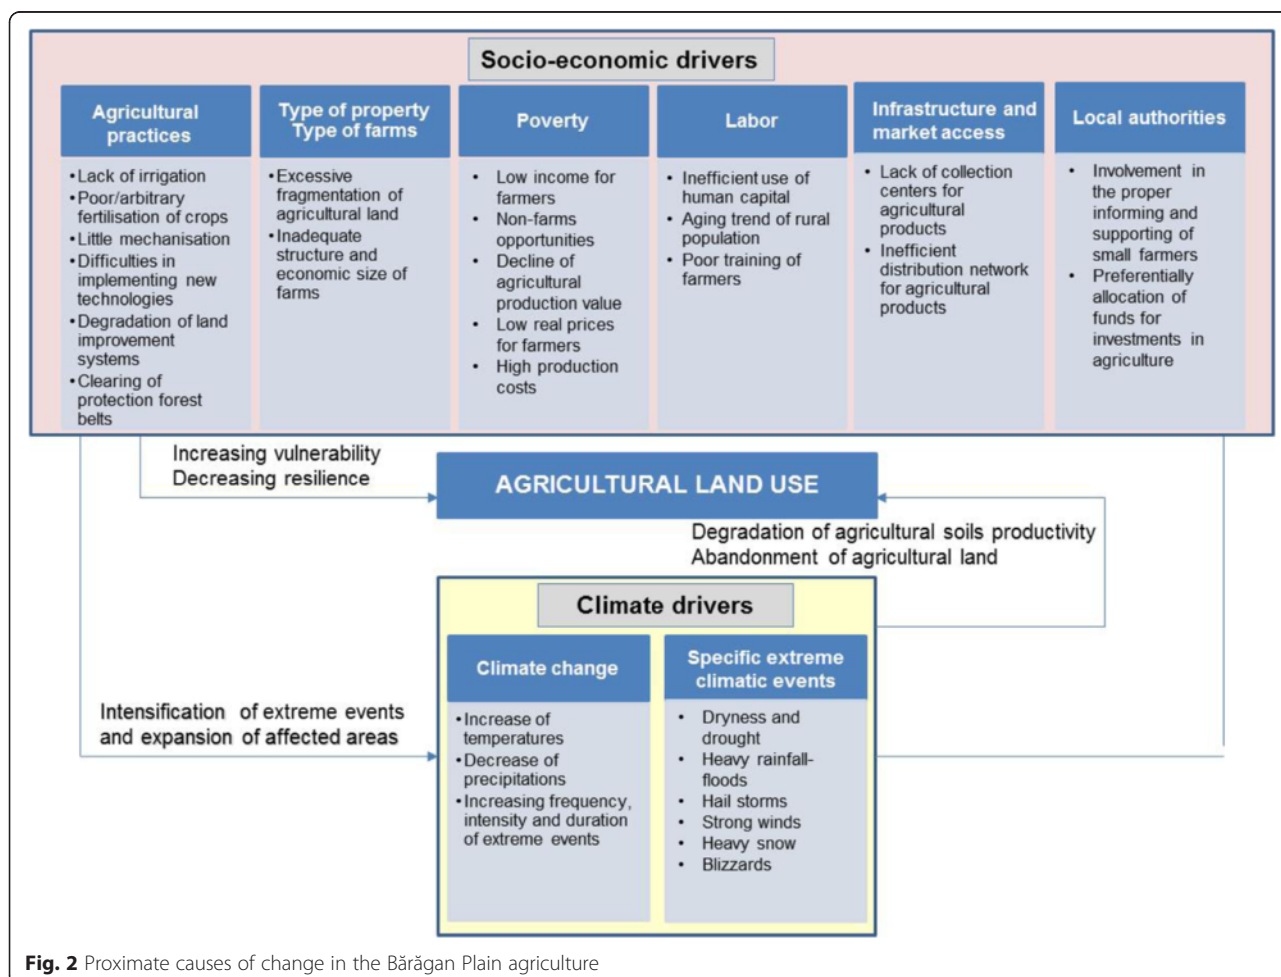 Socio-economic drivers
Agricultural
practices
•Lack of irrigation
•Poor/arbitrary
fertilisation of crops
•Little mechanisation
•Difficulties in
implementing new
technologies
•Degradation of land
improvement
systems
•Clearing of
protection forest
belts
Type of property
Type of farms
•Excessive
fragmentation of
agricultural land
•Inadequate
structure and
economic size of
farms
Poverty
• Low income for
farmers
• Non-farms
opportunities
• Decline of
agricultural
production value
• Low real prices
for farmers
• High production
costs
Labor
• Inefficient use of
human capital
• Aging trend of rural
population
• Poor training of
farmers
Infrastructure and
market access
• Lack of collection
centers for
agricultural
products
• Inefficient
distribution network
for agricultural
products
Local authorities
• Involvement in
the proper
informing and
supporting of
small farmers
• Preferentially
allocation of
funds for
investments in
agriculture
Increasing vulnerability
Decreasing resilience
AGRICULTURAL LAND USE
Degradation of agricultural soils productivity
Abandonment of agricultural land
Climate drivers
Climate change
•Increase of
temperatures
•Decrease of
precipitations
•Increasing frequency,
intensity and duration
of extreme events
Specific extreme
climatic events
• Dryness and
drought
• Heavy rainfall-
floods
• Hail storms
• Strong winds
• Heavy snow
• Blizzards
Intensification of extreme events
and expansion of affected areas
Fig. 2 Proximate causes of change in the Bărăgan Plain agriculture